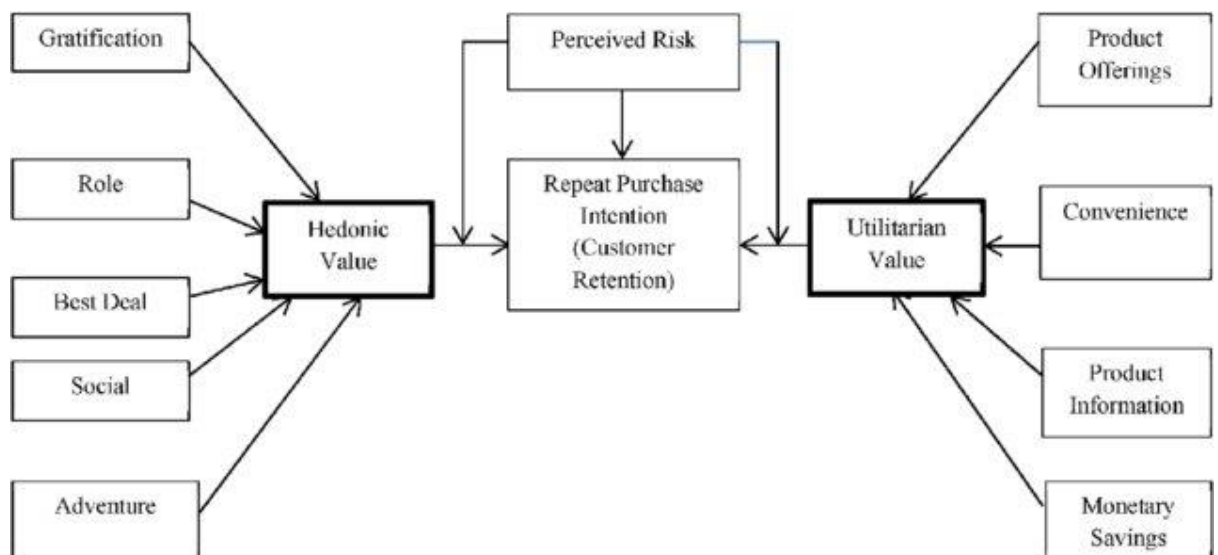 Gratification
Role
Best Deal
Social
Adventure
Hedonic
Value
Perceived Risk
Repeat Purchase
Intention
(Customer
Retention)
Utilitarian
Value
Product
Offerings
Convenience
Product
Information
Monetary
Savings